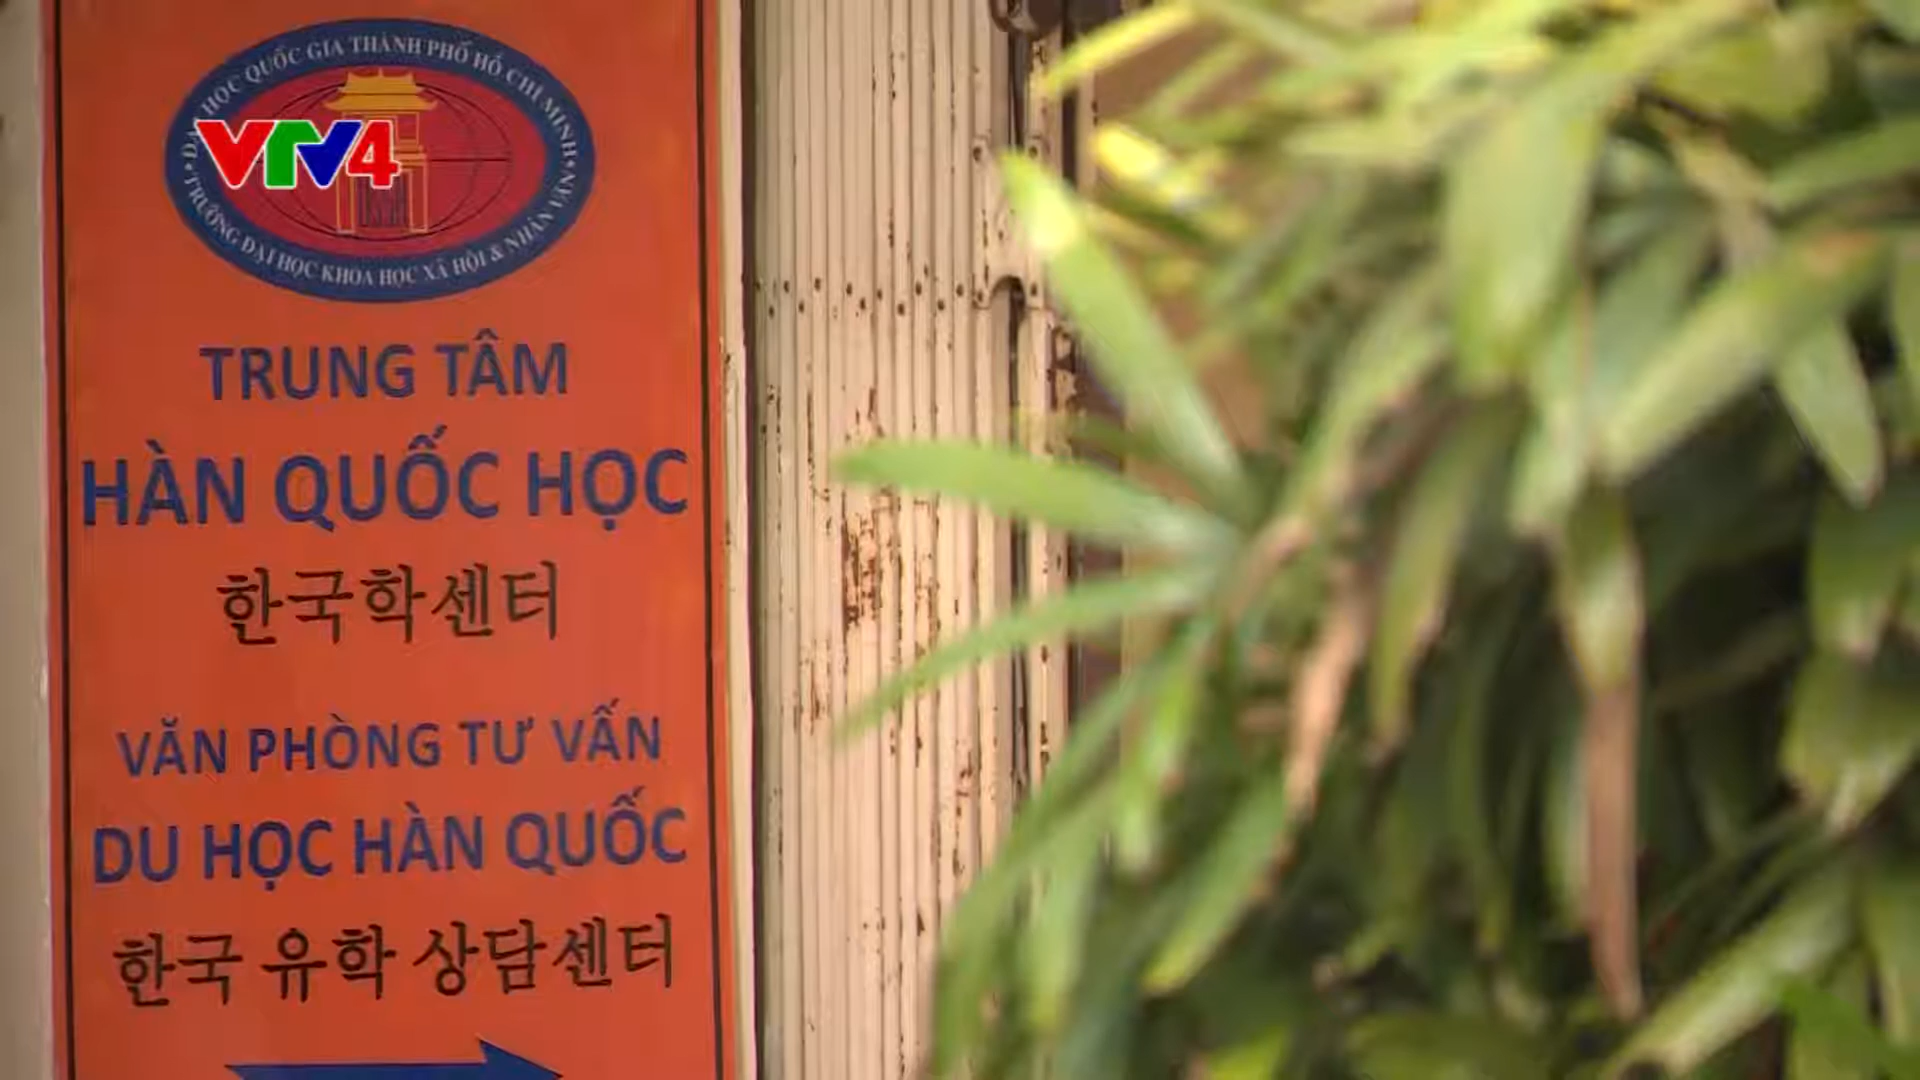 ĐẠI HỌC QUỐC GIA THÀNH PHỐ HỒ CHÍ MINH
VTV4
TRƯỜNG ĐẠI HỌC KHOA HỌC XÃ HỘI & NHÂN VĂN
TRUNG TÂM
HÀN QUỐC HỌC
한국학센터
VĂN PHÒNG TƯ VẤN
DU HỌC HÀN QUỐC
한국 유학 상담센터